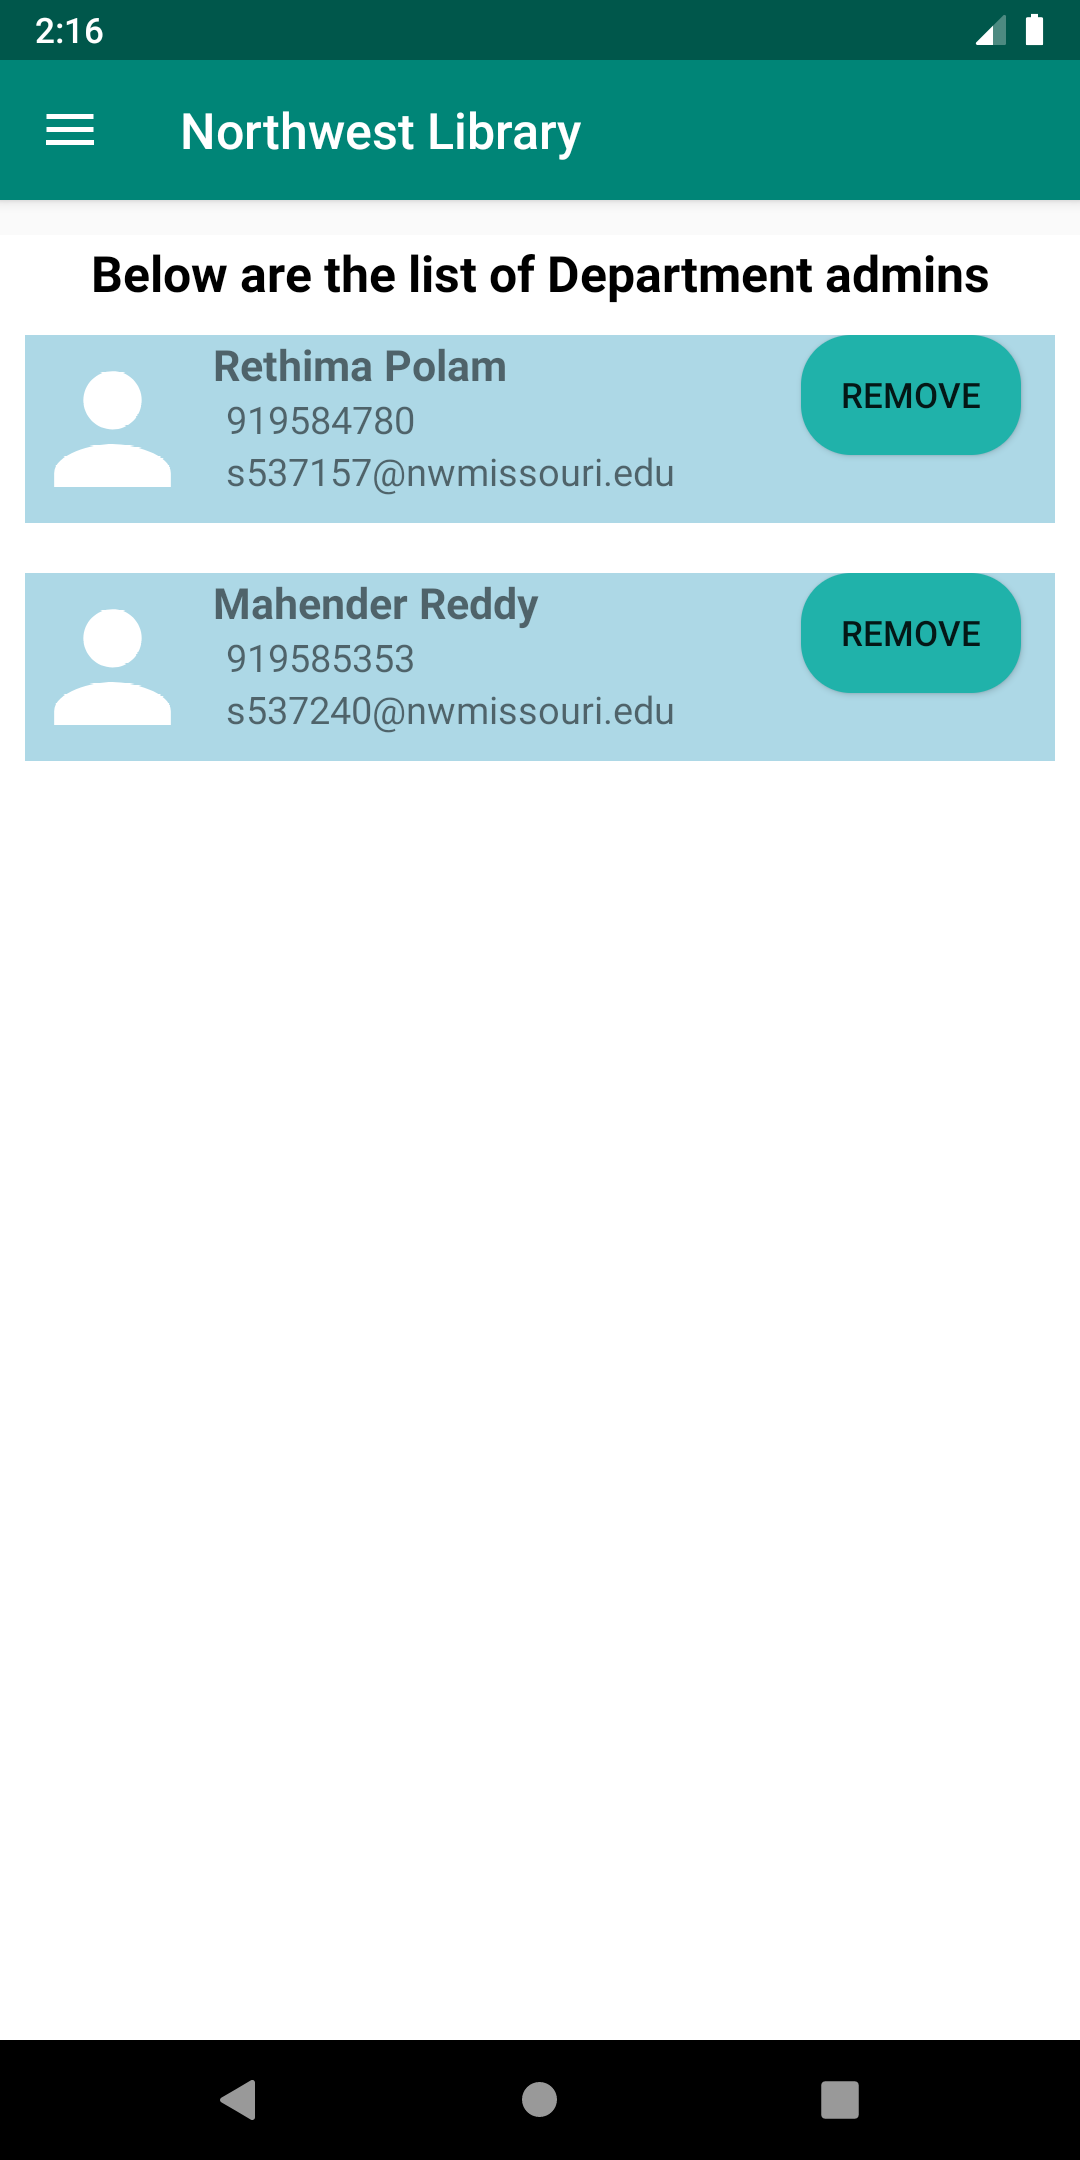 2:16
Northwest Library
Below are the list of Department admins
Rethima Polam
REMOVE
919584780
s537157@nwmissouri.edu
Mahender Reddy
REMOVE
919585353
s537240@nwmissouri.edu